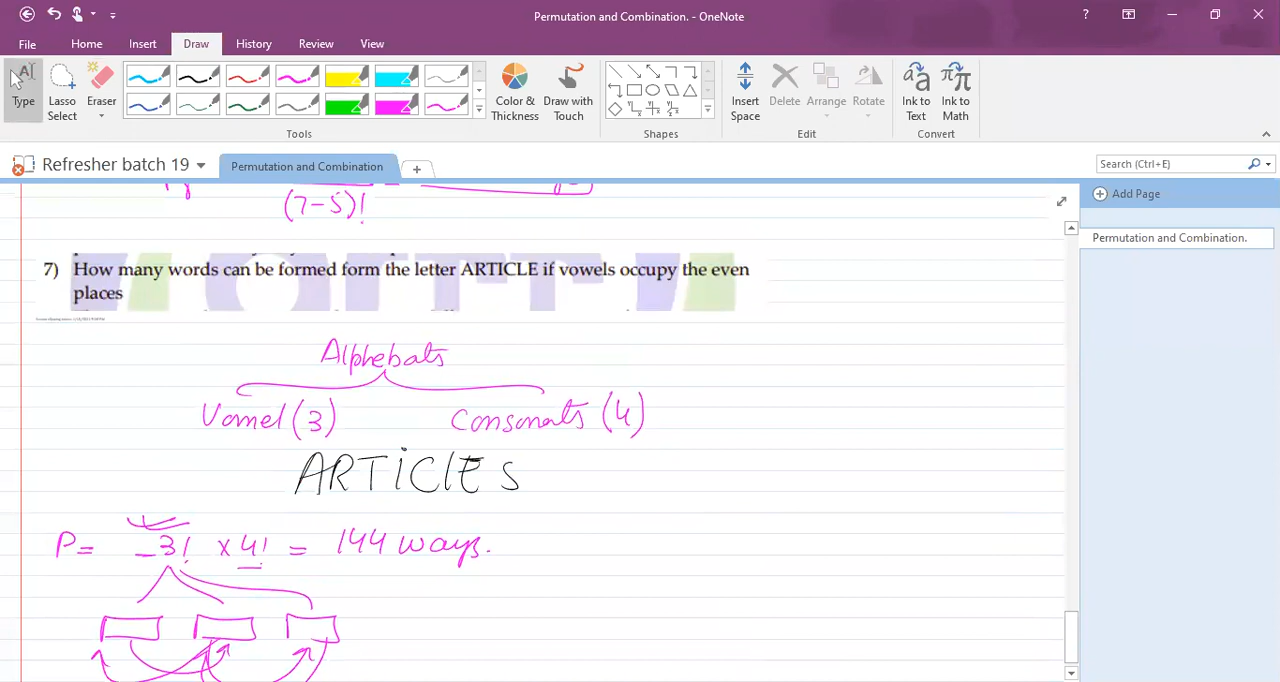 Permutation and Combination. - OneNote
File Home Insert Draw History Review View
Type Lasso Select Eraser Color & Thickness Draw with Touch Insert Space Delete Arrange Rotate Ink to Text Ink to Math
Tools Shapes Edit Convert
Refresher batch 19 Permutation and Combination Search (Ctrl+E)
Add Page
Permutation and Combination.
(7-5)!
7) How many words can be formed form the letter ARTICLE if vowels occupy the even
places
Alphebats
Vowel (3) Consonats (4)
ARTiClES
P = 3! × 4! = 144 ways.